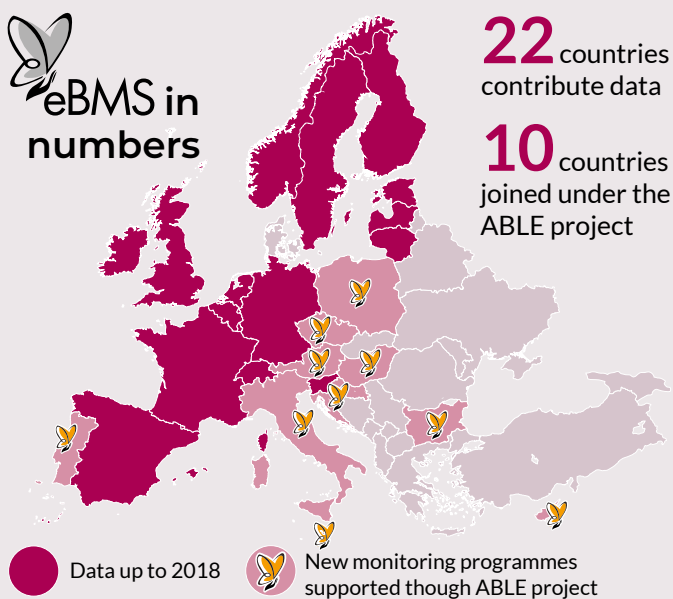 eBMS in
numbers
22 countries
contribute data
10 countries
joined under the
ABLE project
Data up to 2018
New monitoring programmes
supported though ABLE project